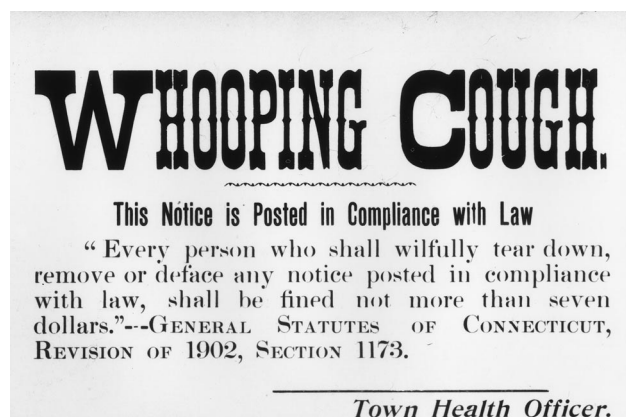 WHOOPING COUGH.
This Notice is Posted in Compliance with Law
“ Every person who shall wilfully tear down,
remove or deface any notice posted in compliance
with law, shall be fined not more than seven
dollars.”---GENERAL STATUTES OF CONNECTICUT,
REVISION OF 1902, SECTION 1173.
Town Health Officer.